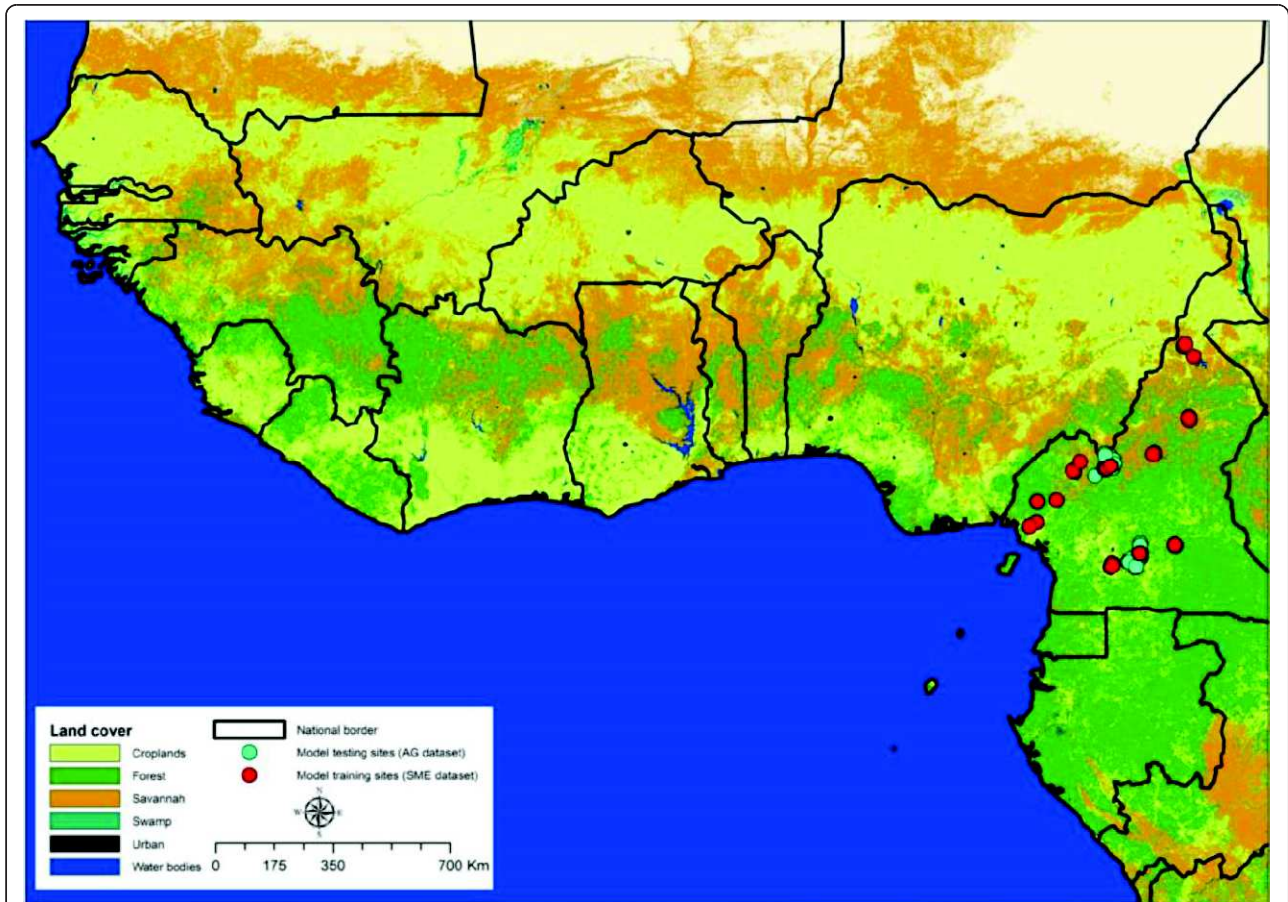 Land cover
Croplands
Forest
Savannah
Swamp
Urban
Water bodies
National border
Model testing sites (AG dataset)
Model training sites (SME dataset)
N
W E
S
0 175 350 700 Km